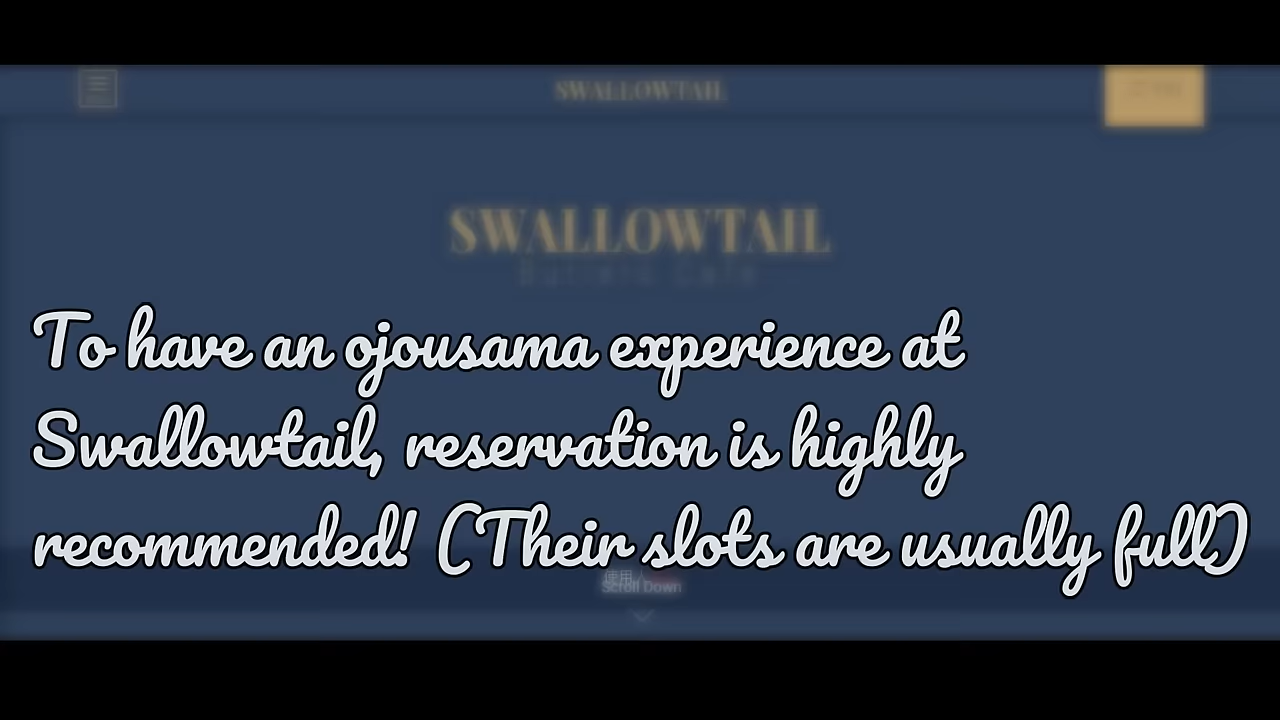 SWALLOWTAIL
SWALLOWTAIL
To have an ojousama experience at
Swallowtail, reservation is highly
recommended! (Their slots are usually full)
Scroll Down